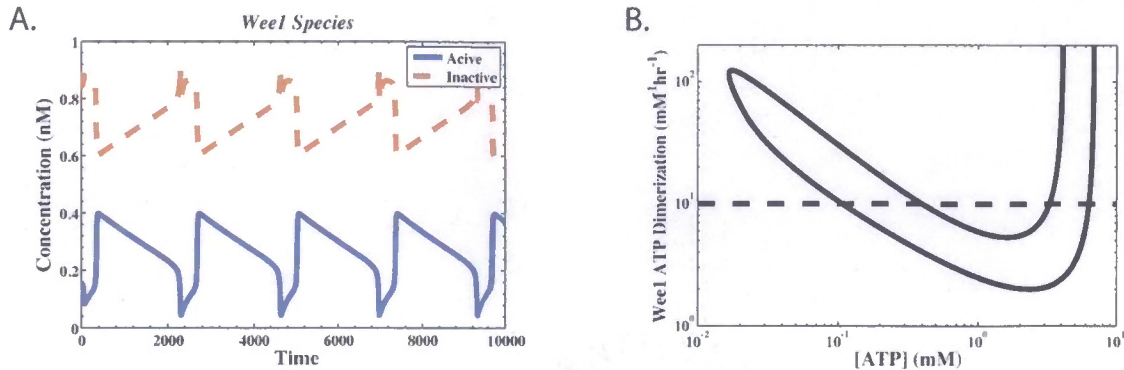 A.
Wee1 Species
Acive
Inactive
Concentration (nM)
1
0.8
0.6
0.4
0.2
0
0
2000
4000
6000
8000
10000
Time
B.
Wee1 ATP Dimerization (mM¹hr⁻¹)
10²
10¹
10⁰
10⁻²
10⁻¹
10⁰
10¹
[ATP] (mM)